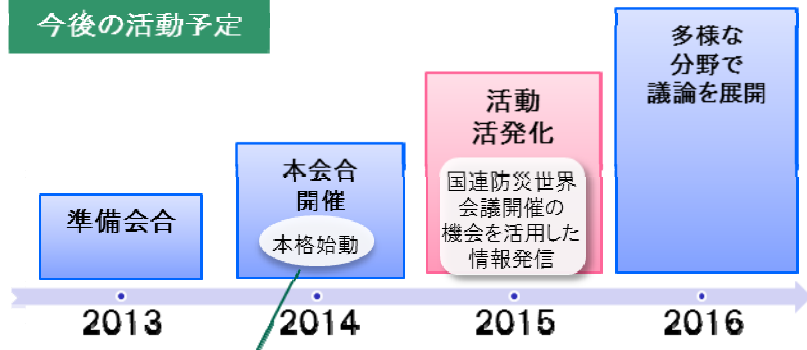 今後の活動予定
準備会合
本会合
開催
本格始動
活動
活発化
国連防災世界
会議開催の
機会を活用した
情報発信
多様な
分野で
議論を展開
2013
2014
2015
2016